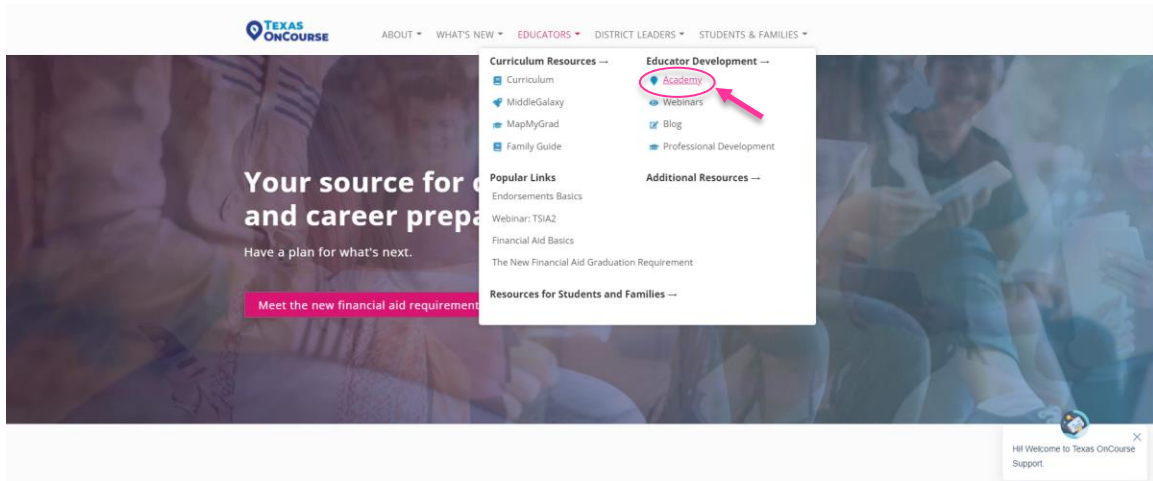 TEXAS
ONCOURSE
ABOUT WHAT'S NEW EDUCATORS DISTRICT LEADERS STUDENTS & FAMILIES
Curriculum Resources →
Curriculum
MiddleGalaxy
MapMyGrad
Family Guide
Educator Development →
Academy
Webinars
Blog
Professional Development
Popular Links
Endorsements Basics
Webinar: TSIA2
Financial Aid Basics
The New Financial Aid Graduation Requirement
Additional Resources →
Resources for Students and Families →
Your source for
and career prepa
Have a plan for what's next.
Meet the new financial aid requirement
Hi! Welcome to Texas OnCourse
Support.